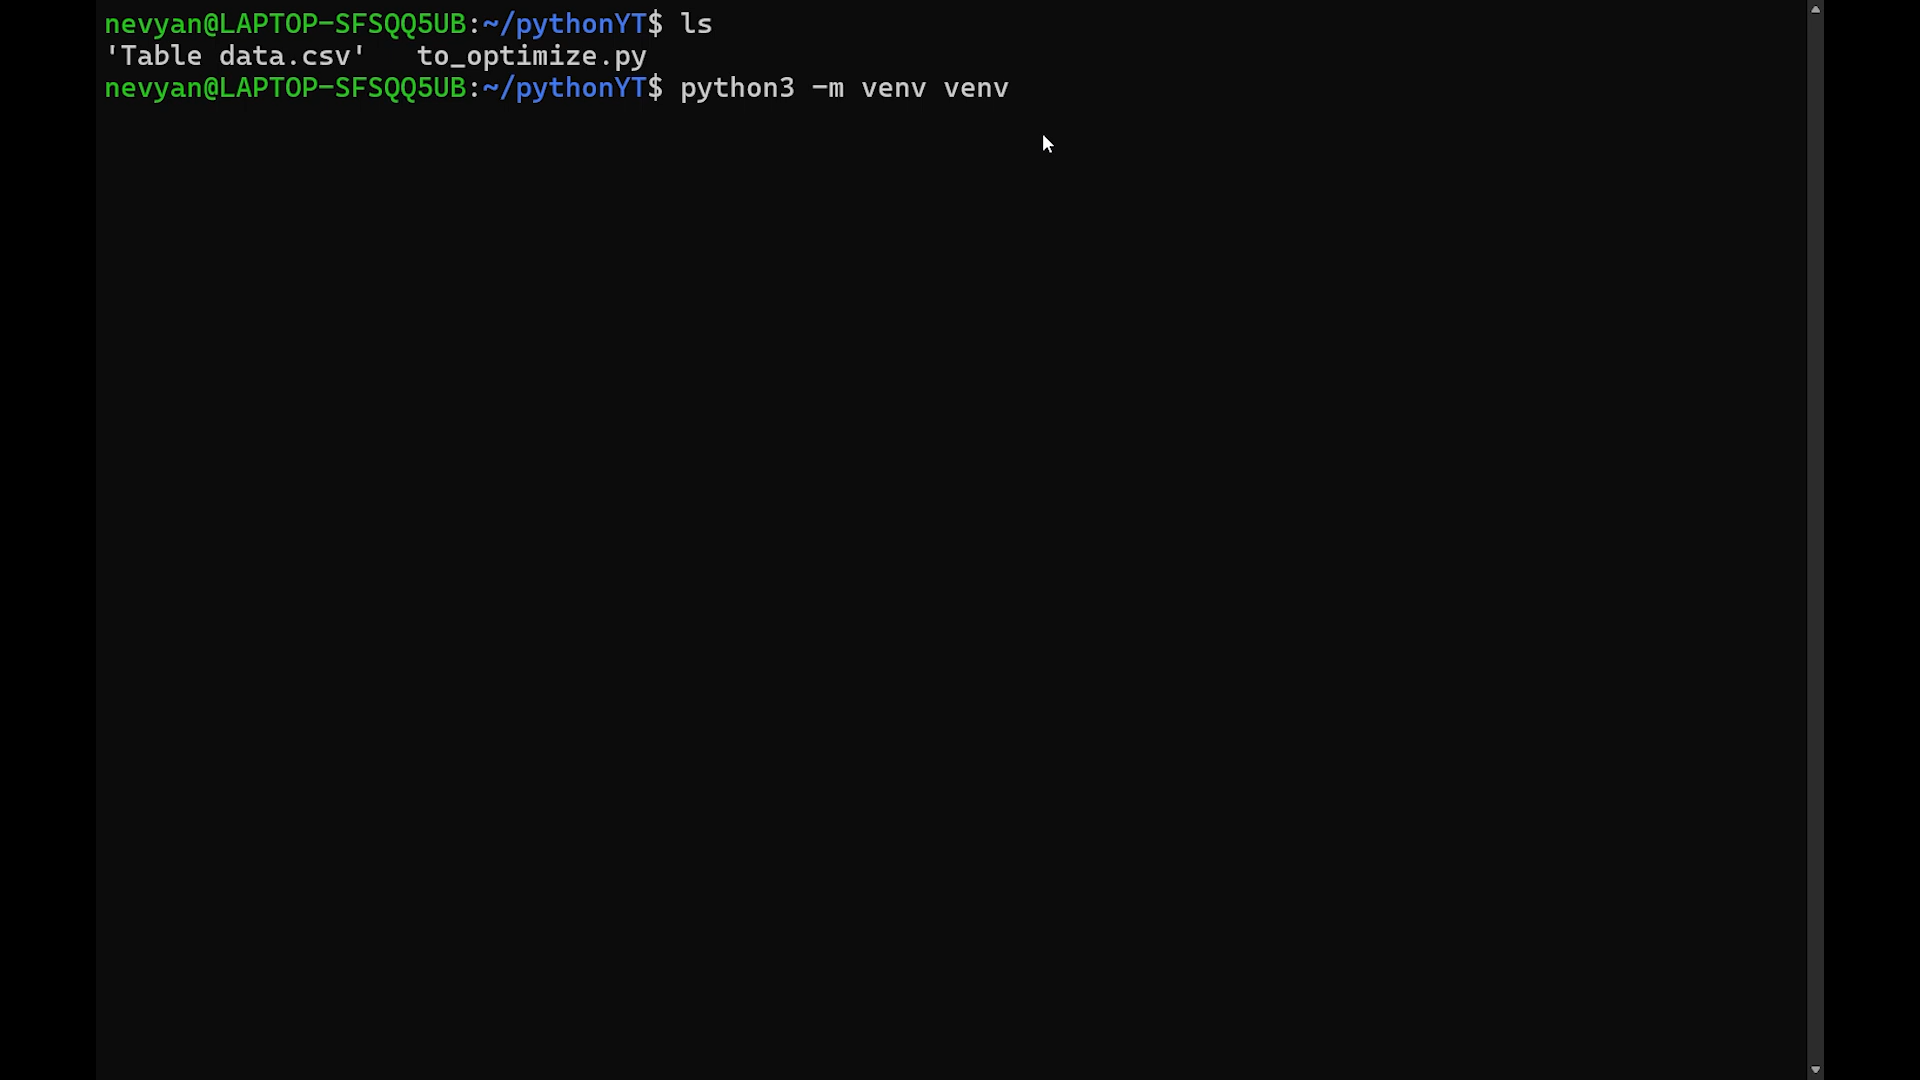 nevyan@LAPTOP-SFSQQ5UB:~/pythonYT$ ls
'Table data.csv'   to_optimize.py
nevyan@LAPTOP-SFSQQ5UB:~/pythonYT$ python3 -m venv venv